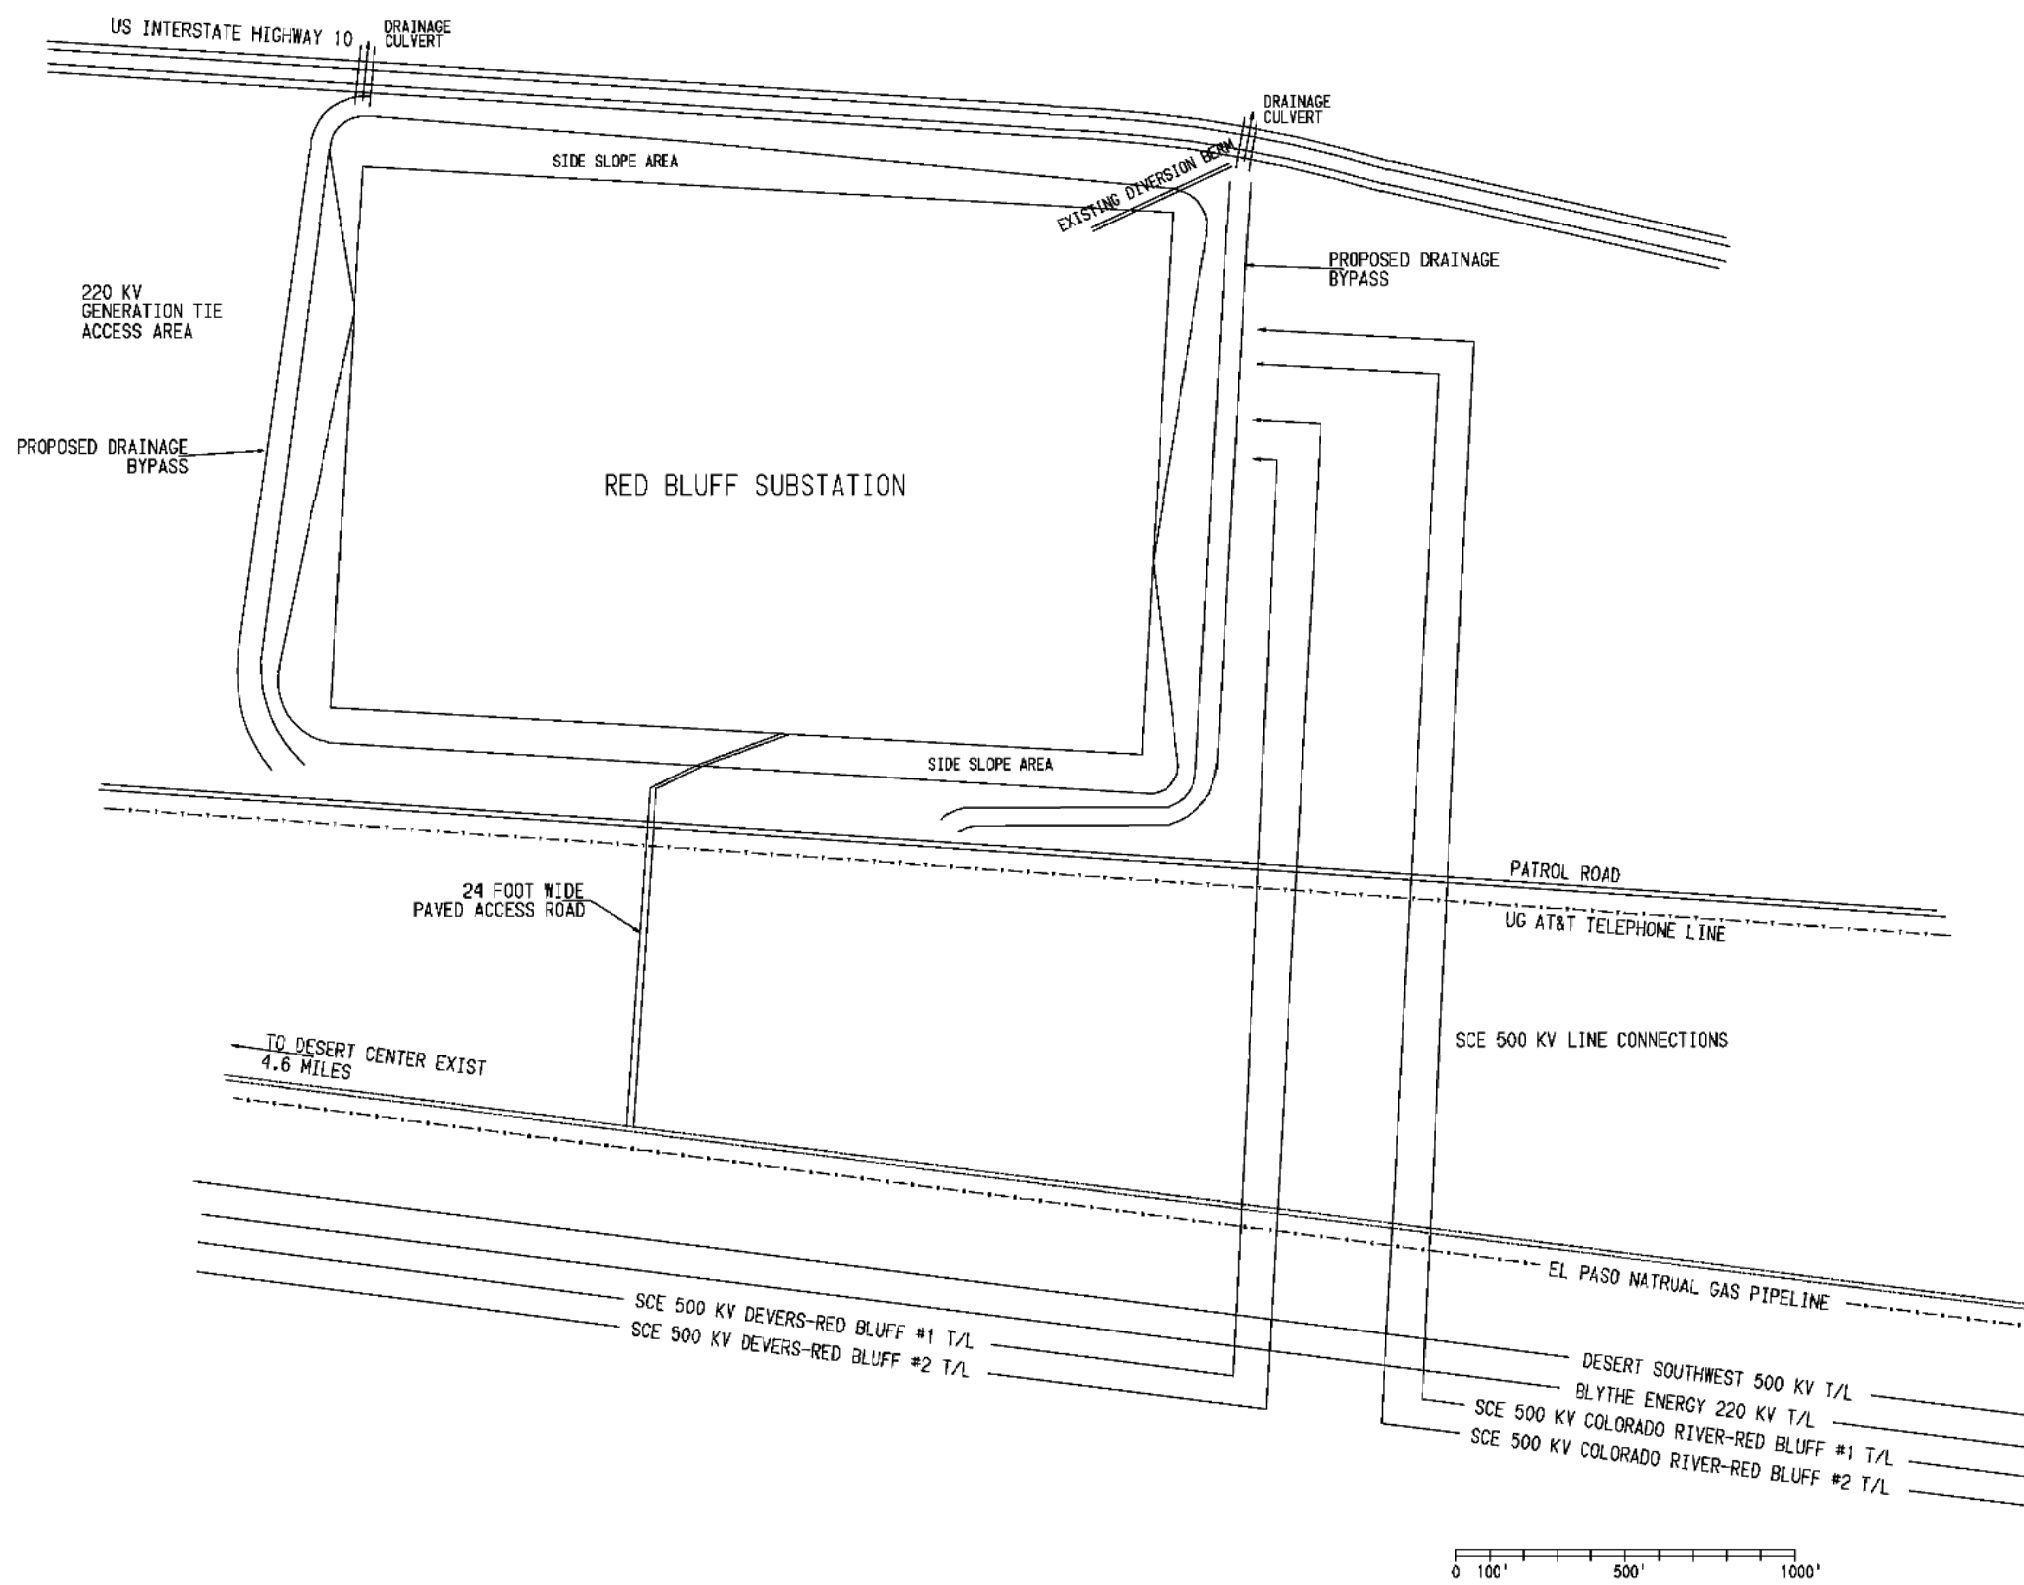 US INTERSTATE HIGHWAY 10
DRAINAGE
CULVERT
DRAINAGE
CULVERT
SIDE SLOPE AREA
EXISTING DIVERSION BERM
PROPOSED DRAINAGE
BYPASS
220 KV
GENERATION TIE
ACCESS AREA
PROPOSED DRAINAGE
BYPASS
RED BLUFF SUBSTATION
SIDE SLOPE AREA
PATROL ROAD
24 FOOT WIDE
PAVED ACCESS ROAD
UG AT&T TELEPHONE LINE
SCE 500 KV LINE CONNECTIONS
TO DESERT CENTER EXIST
4.6 MILES
EL PASO NATRUAL GAS PIPELINE
SCE 500 KV DEVERS-RED BLUFF #1 T/L
SCE 500 KV DEVERS-RED BLUFF #2 T/L
DESERT SOUTHWEST 500 KV T/L
BLYTHE ENERGY 220 KV T/L
SCE 500 KV COLORADO RIVER-RED BLUFF #1 T/L
SCE 500 KV COLORADO RIVER-RED BLUFF #2 T/L
0 100' 500' 1000'